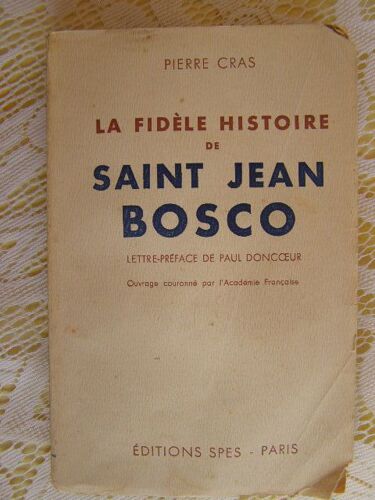 PIERRE CRAS
LA FIDÈLE HISTOIRE
DE
SAINT JEAN
BOSCO
LETTRE-PRÉFACE DE PAUL DONCŒUR
Ouvrage couronné par l'Académie Française
ÉDITIONS SPES - PARIS